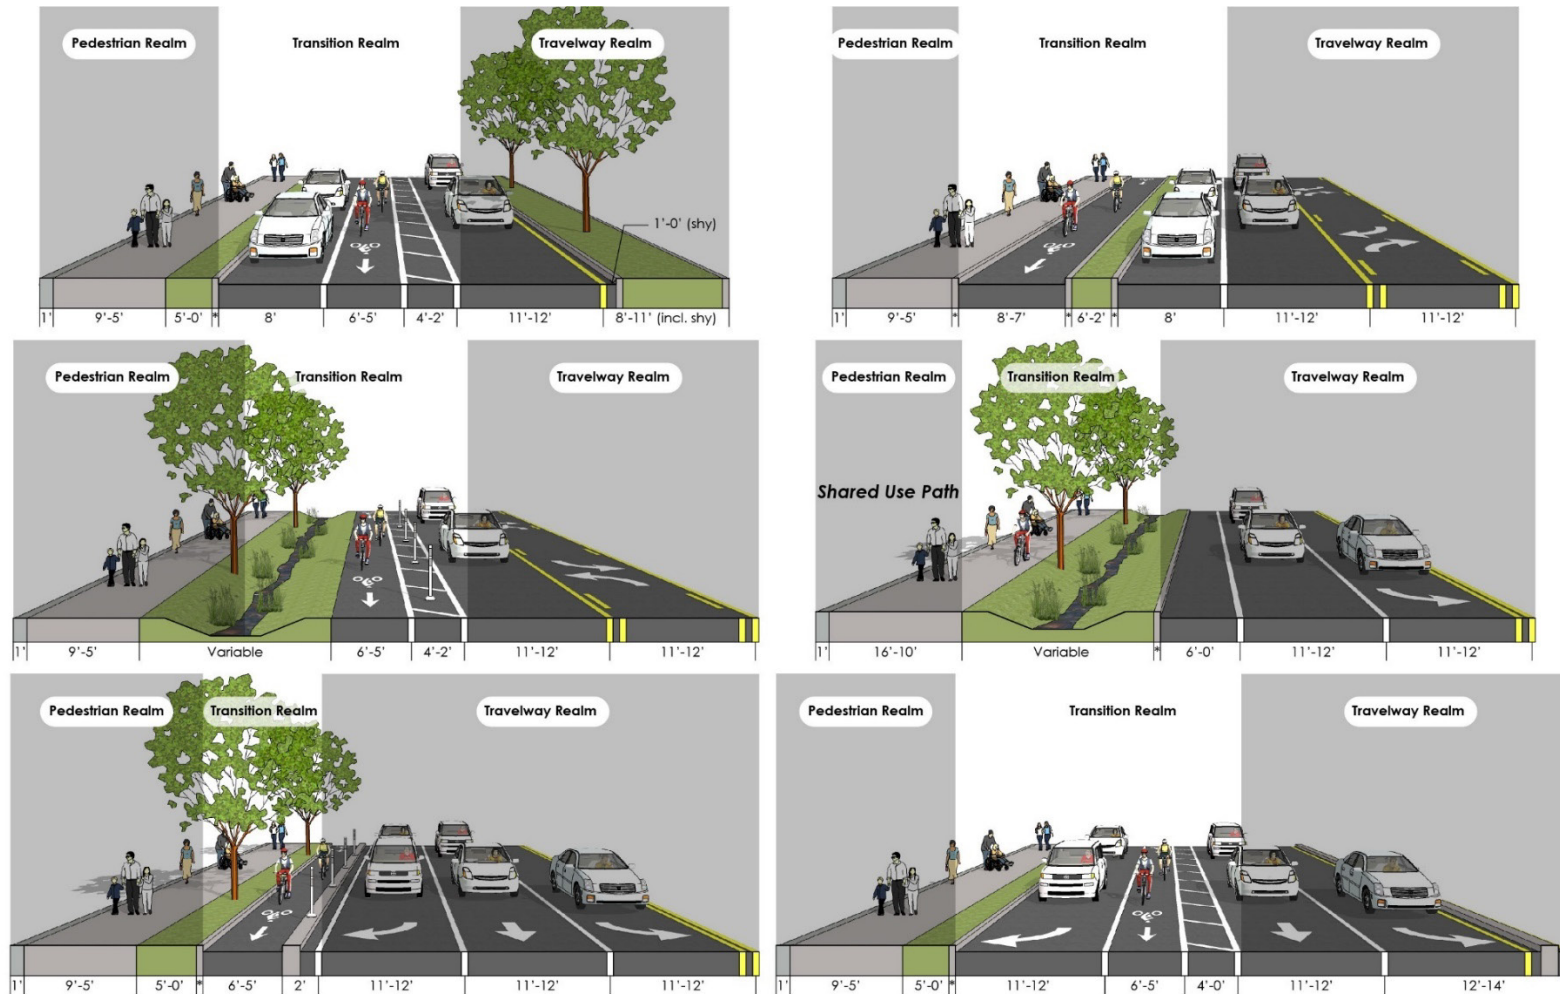 Pedestrian Realm Transition Realm Travelway Realm
1'-0' (shy)
1' 9'-5' 5'-0' * 8' 6'-5' 4'-2' 11'-12' 8'-11' (incl. shy)
Pedestrian Realm Transition Realm Travelway Realm
1' 9'-5' * 8'-7' * 6'-2' * 8' 11'-12' 11'-12'
Pedestrian Realm Transition Realm Travelway Realm
1' 9'-5' Variable 6'-5' 4'-2' 11'-12' 11'-12'
Pedestrian Realm Transition Realm Travelway Realm
Shared Use Path
1' 16'-10' Variable * 6'-0' 11'-12' 11'-12'
Pedestrian Realm Transition Realm Travelway Realm
1' 9'-5' 5'-0' * 6'-5' 2' 11'-12' 11'-12' 11'-12'
Pedestrian Realm Transition Realm Travelway Realm
1' 9'-5' 5'-0' * 11'-12' 6'-5' 4'-0' 11'-12' 12'-14'